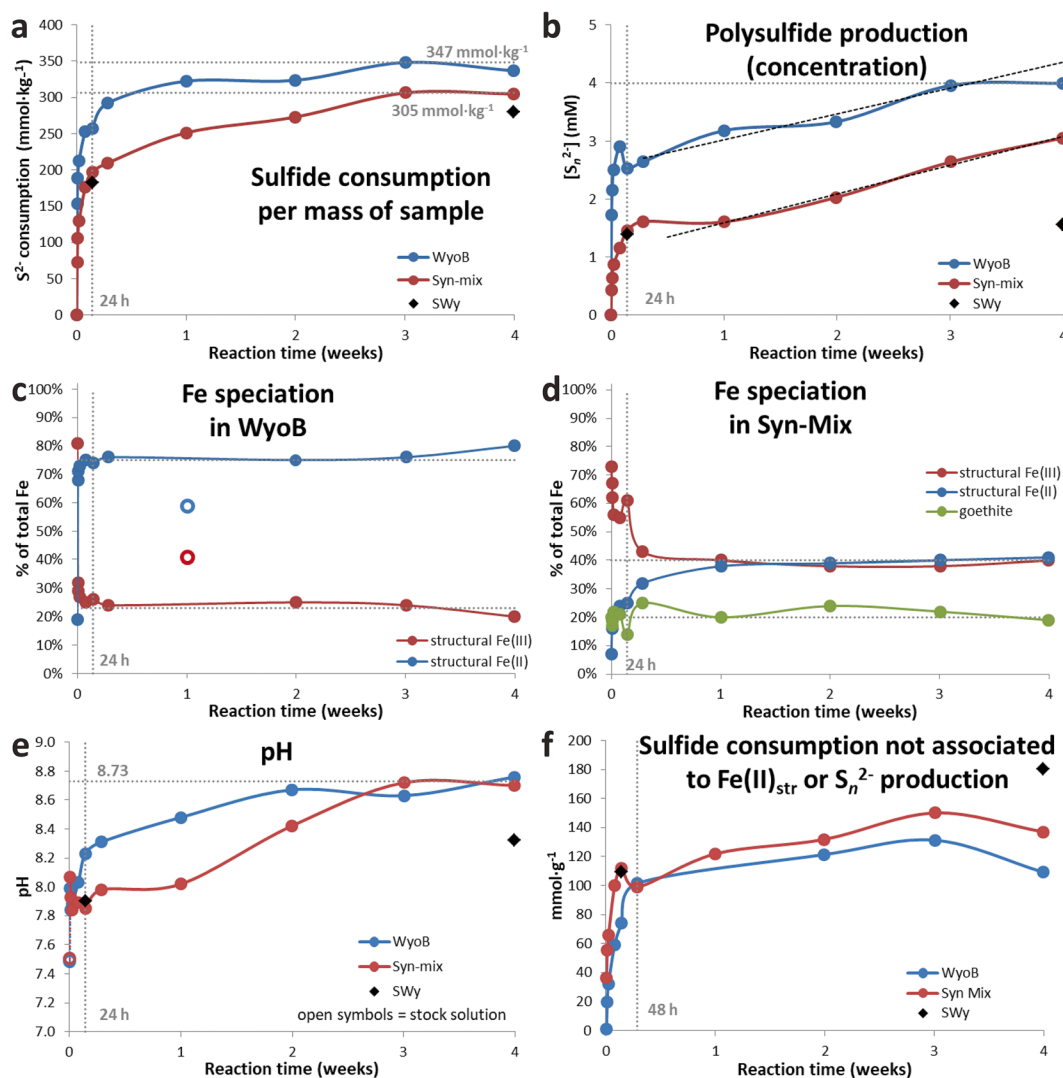 a
S²⁻ consumption (mmol·kg⁻¹)
400
350
300
250
200
150
100
50
0
347 mmol·kg⁻¹
305 mmol·kg⁻¹
Sulfide consumption
per mass of sample
WyoB
Syn-mix
SWy
24 h
0 1 2 3 4
Reaction time (weeks)
b
[Sₙ²⁻] (mM)
5
4
3
2
1
0
Polysulfide production
(concentration)
WyoB
Syn-mix
SWy
24 h
0 1 2 3 4
Reaction time (weeks)
c
% of total Fe
100%
90%
80%
70%
60%
50%
40%
30%
20%
10%
0%
Fe speciation
in WyoB
structural Fe(III)
structural Fe(II)
24 h
0 1 2 3 4
Reaction time (weeks)
d
% of total Fe
100%
90%
80%
70%
60%
50%
40%
30%
20%
10%
0%
Fe speciation
in Syn-Mix
structural Fe(III)
structural Fe(II)
goethite
24 h
0 1 2 3 4
Reaction time (weeks)
e
pH
9.0
8.8
8.6
8.4
8.2
8.0
7.8
7.6
7.4
7.2
7.0
pH
8.73
WyoB
Syn-mix
SWy
24 h
open symbols = stock solution
0 1 2 3 4
Reaction time (weeks)
f
mmol·g⁻¹
200
180
160
140
120
100
80
60
40
20
0
Sulfide consumption not associated
to Fe(II)str or Sₙ²⁻ production
WyoB
Syn Mix
SWy
48 h
0 1 2 3 4
Reaction time (weeks)